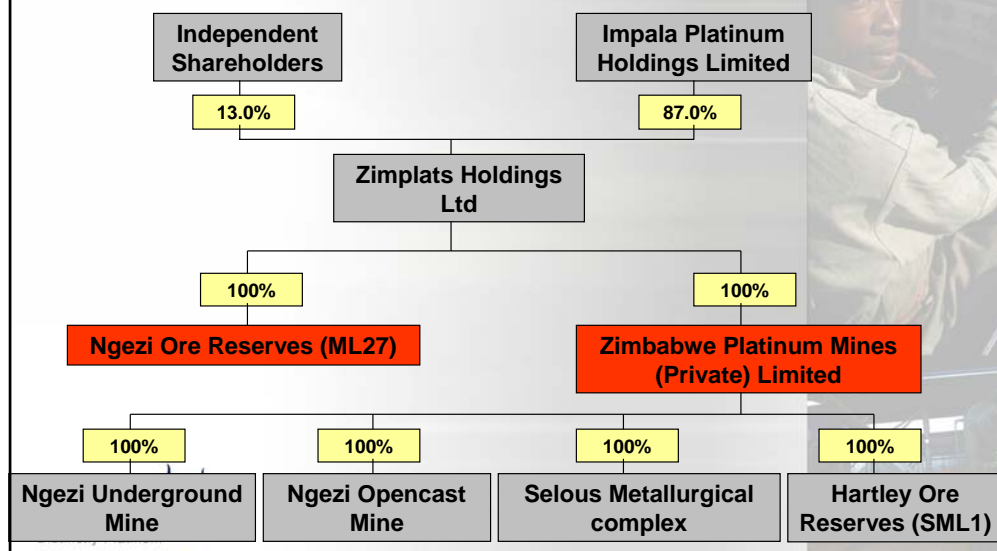 Independent
Shareholders
Impala Platinum
Holdings Limited
13.0%
87.0%
Zimplats Holdings
Ltd
100%
100%
Ngezi Ore Reserves (ML27)
Zimbabwe Platinum Mines
(Private) Limited
100%
100%
100%
100%
Ngezi Underground
Mine
Ngezi Opencast
Mine
Selous Metallurgical
complex
Hartley Ore
Reserves (SML1)